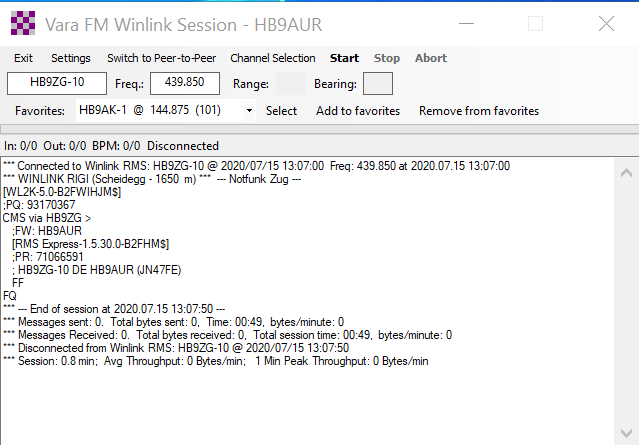 Vara FM Winlink Session - HB9AUR
Exit Settings Switch to Peer-to-Peer Channel Selection Start Stop Abort
HB9ZG-10 Freq.: 439.850 Range: Bearing:
Favorites: HB9AK-1 @ 144.875 (101) Select Add to favorites Remove from favorites
In: 0/0 Out: 0/0 BPM: 0/0 Disconnected
*** Connected to Winlink RMS: HB9ZG-10 @ 2020/07/15 13:07:00 Freq: 439.850 at 2020.07.15 13:07:00
*** WINLINK RIGI (Scheidegg - 1650 m) *** --- Notfunk Zug ---
[WL2K-5.0-B2FWIHJM$]
;PQ: 93170367
CMS via HB9ZG >
;FW: HB9AUR
[RMS Express-1.5.30.0-B2FHM$]
;PR: 71066591
; HB9ZG-10 DE HB9AUR (JN47FE)
FF
FQ
*** --- End of session at 2020.07.15 13:07:50 ---
*** Messages sent: 0. Total bytes sent: 0, Time: 00:49, bytes/minute: 0
*** Messages Received: 0. Total bytes received: 0, Total session time: 00:49, bytes/minute: 0
*** Disconnected from Winlink RMS: HB9ZG-10 @ 2020/07/15 13:07:50
*** Session: 0.8 min; Avg Throughput: 0 Bytes/min; 1 Min Peak Throughput: 0 Bytes/min